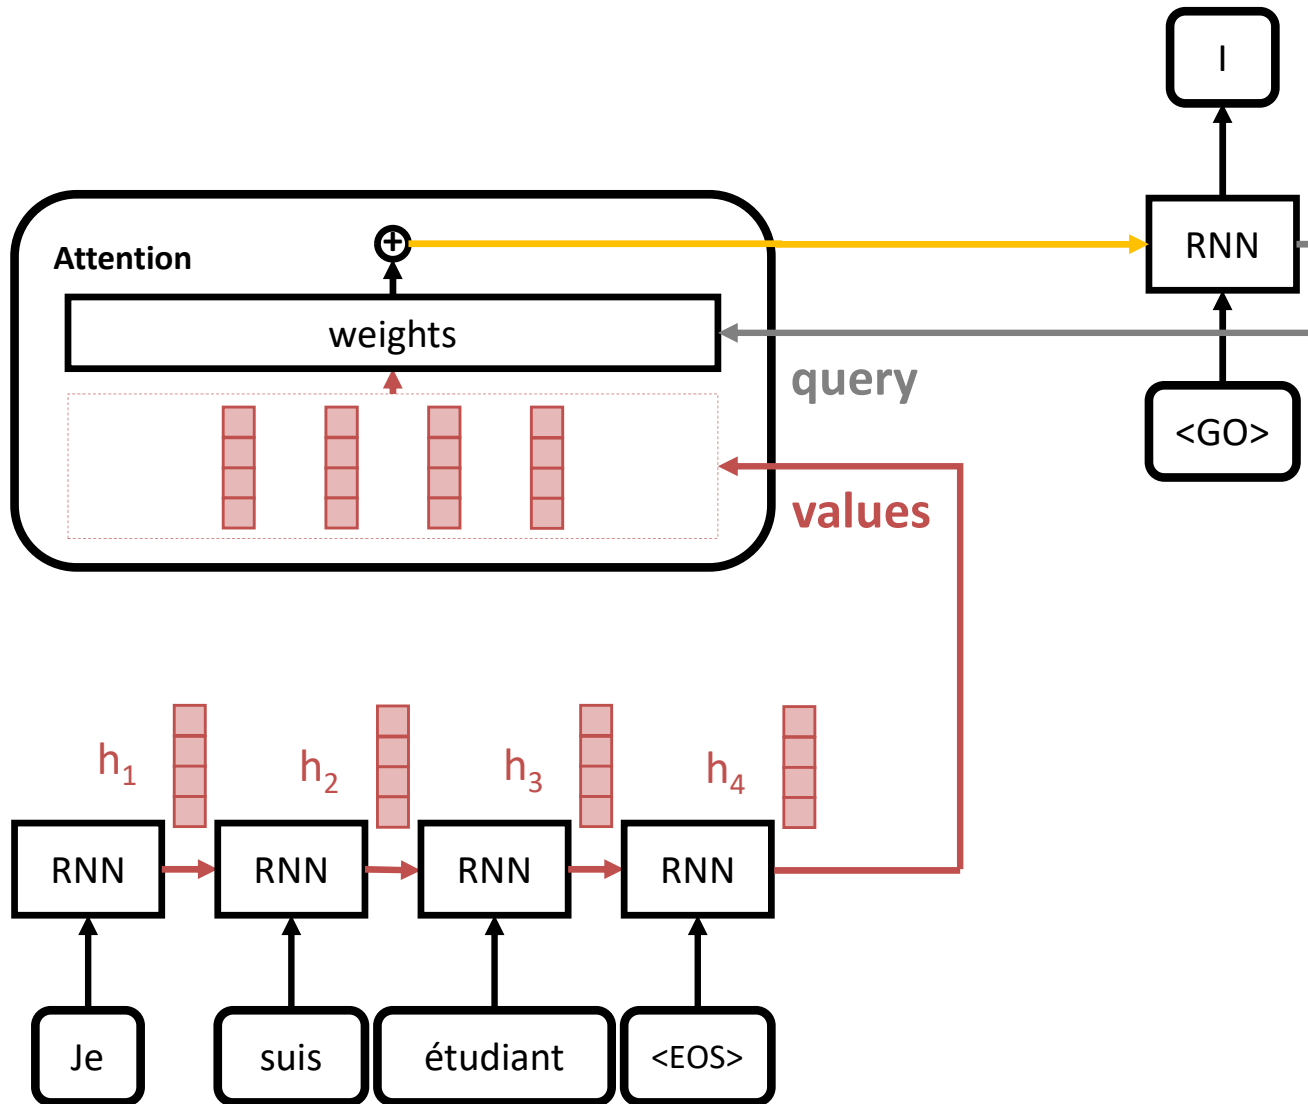 I
RNN
<GO>
Attention
+
weights
query
values
h₁
h₂
h₃
h₄
RNN
RNN
RNN
RNN
Je
suis
étudiant
<EOS>